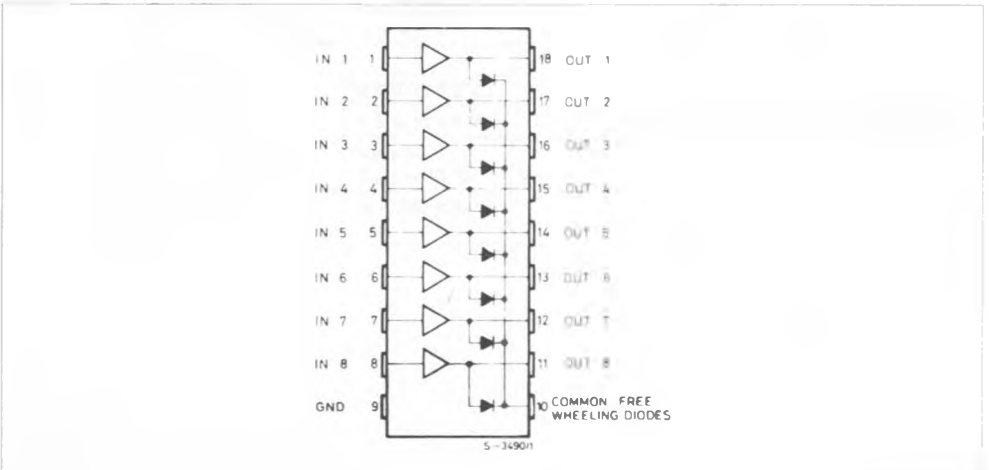 IN 1 1 18 OUT 1
IN 2 2 17 OUT 2
IN 3 3 16 OUT 3
IN 4 4 15 OUT 4
IN 5 5 14 OUT 5
IN 6 6 13 OUT 6
IN 7 7 12 OUT 7
IN 8 8 11 OUT 8
GND 9 10 COMMON FREE
WHEELING DIODES
S-3490/1